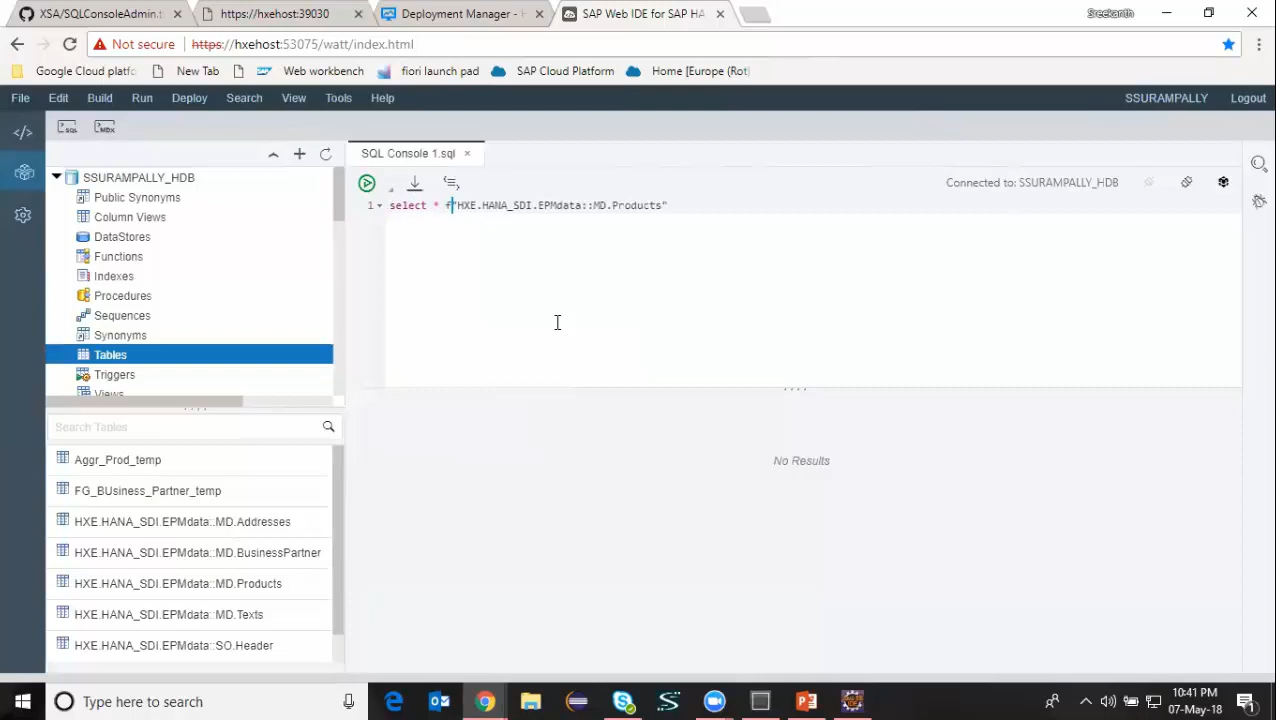 XSA/SQLConsoleAdmin.t
https://hxehost:39030
Deployment Manager - H
SAP Web IDE for SAP HA
Sreekanth
Not secure https://hxehost:53075/watt/index.html
Google Cloud platfo
New Tab
Web workbench
fiori launch pad
SAP Cloud Platform
Home [Europe (Rot
File Edit Build Run Deploy Search View Tools Help
SSURAMPALLY Logout
SQL
MDX
SQL Console 1.sql
SSURAMPALLY_HDB
Connected to: SSURAMPALLY_HDB
Public Synonyms
1 select * f"HXE.HANA_SDI.EPMdata::MD.Products"
Column Views
DataStores
Functions
Indexes
Procedures
Sequences
Synonyms
Tables
Triggers
Views
Search Tables
No Results
Aggr_Prod_temp
FG_BUsiness_Partner_temp
HXE.HANA_SDI.EPMdata::MD.Addresses
HXE.HANA_SDI.EPMdata::MD.BusinessPartner
HXE.HANA_SDI.EPMdata::MD.Products
HXE.HANA_SDI.EPMdata::MD.Texts
HXE.HANA_SDI.EPMdata::SO.Header
Type here to search
10:41 PM
07-May-18